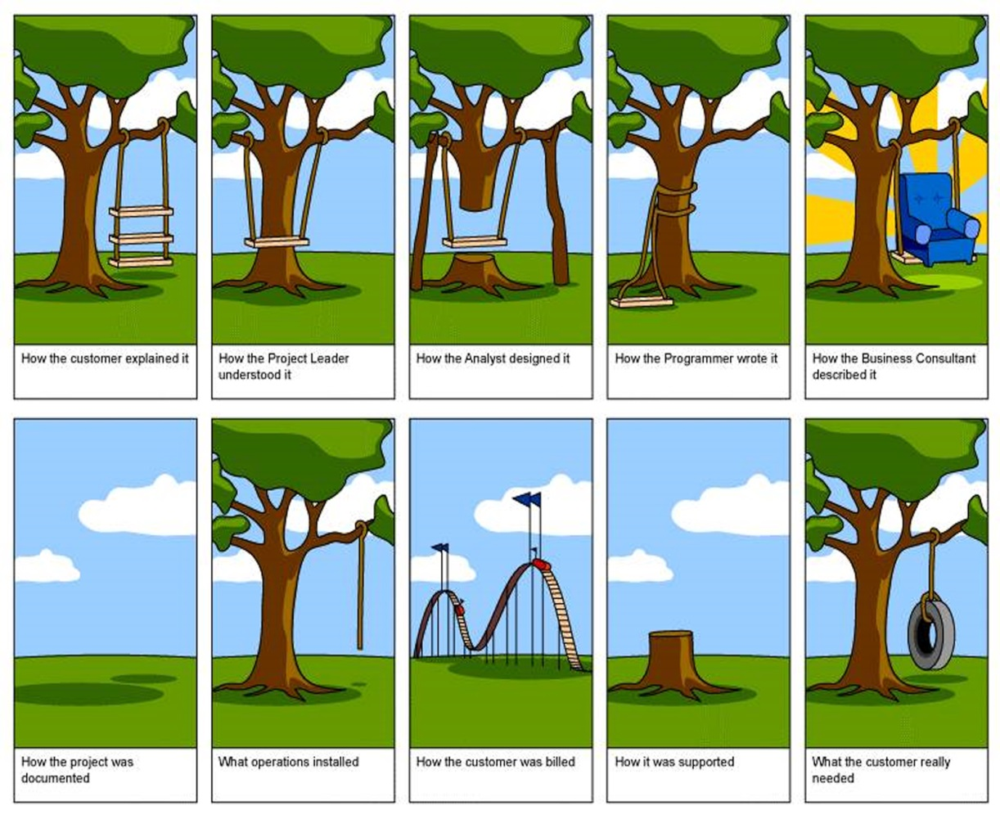 How the customer explained it
How the Project Leader
understood it
How the Analyst designed it
How the Programmer wrote it
How the Business Consultant
described it
How the project was
documented
What operations installed
How the customer was billed
How it was supported
What the customer really
needed